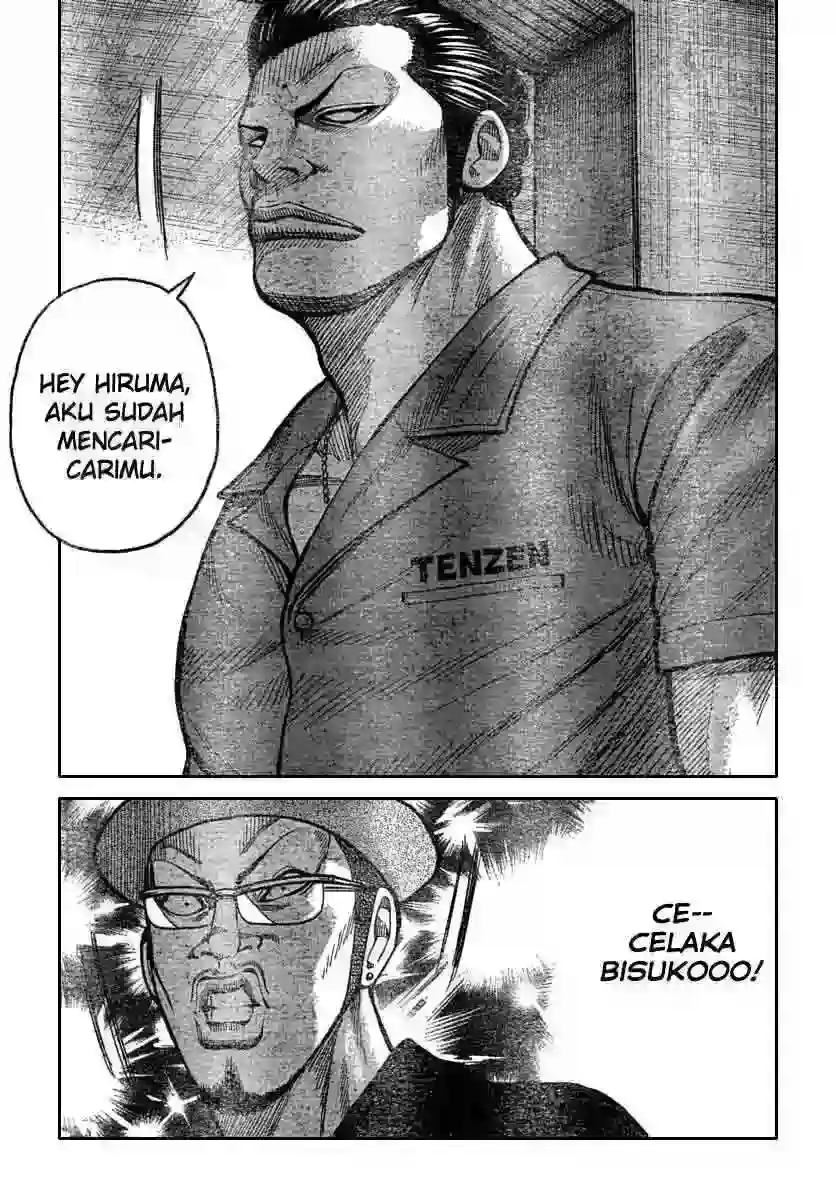 HEY HIRUMA,
AKU SUDAH
MENCARI-
CARIMU.
TENZEN
CE--
CELAKA
BISUKOOO!